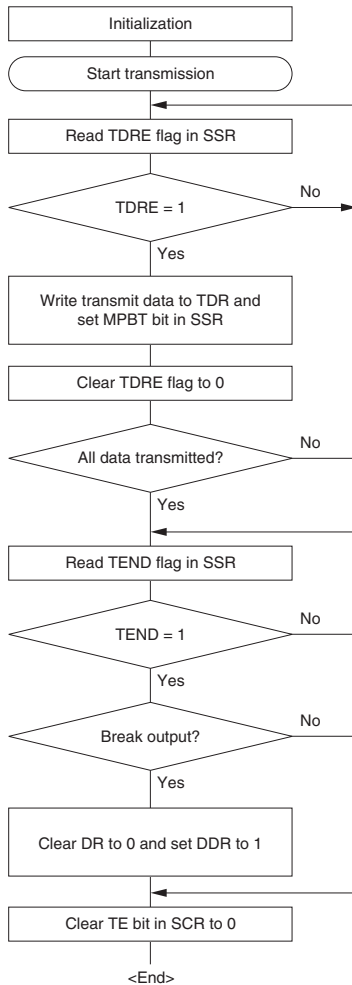 Initialization
Start transmission
Read TDRE flag in SSR
TDRE = 1
No
Yes
Write transmit data to TDR and
set MPBT bit in SSR
Clear TDRE flag to 0
All data transmitted?
No
Yes
Read TEND flag in SSR
TEND = 1
No
Yes
Break output?
No
Yes
Clear DR to 0 and set DDR to 1
Clear TE bit in SCR to 0
<End>